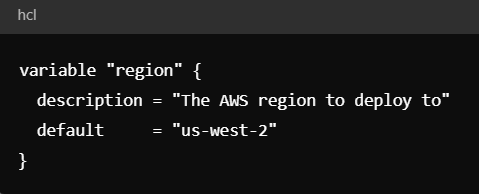 hcl
variable "region" {
  description = "The AWS region to deploy to"
  default     = "us-west-2"
}